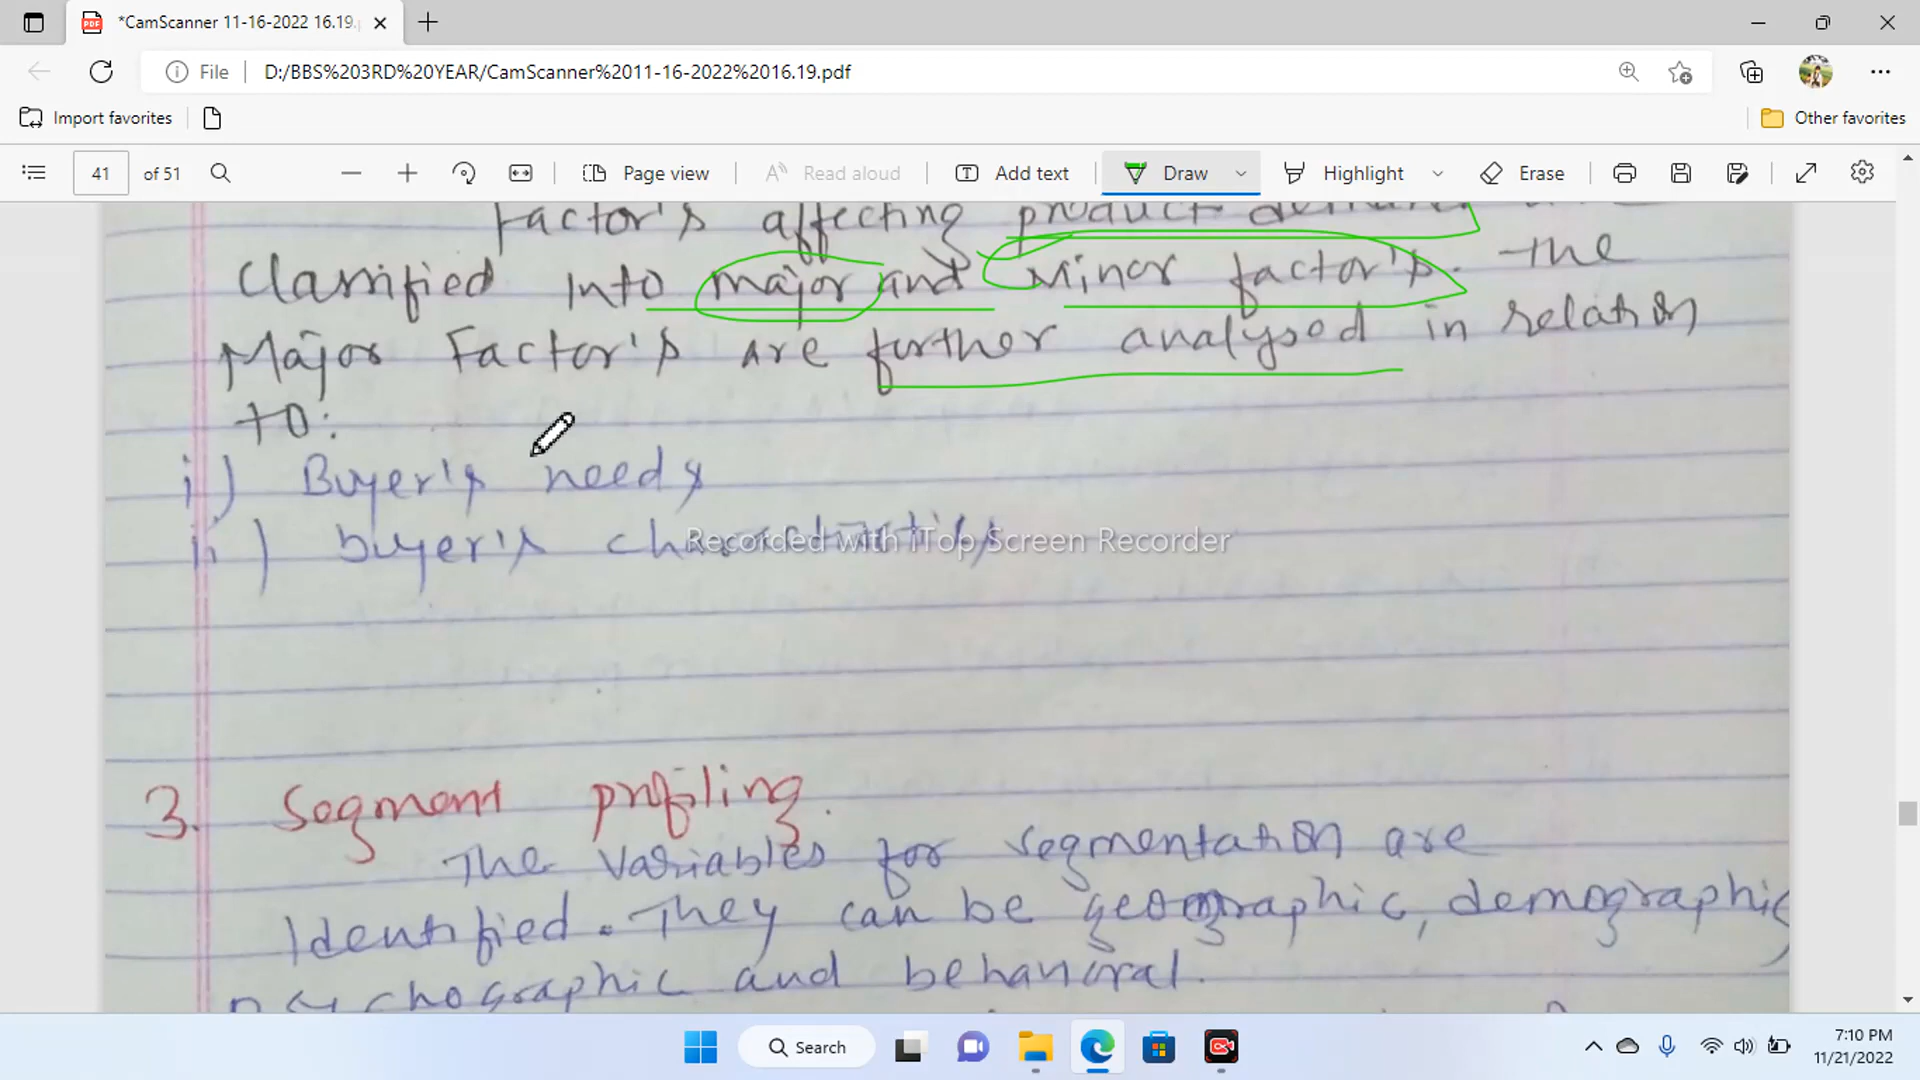 *CamScanner 11-16-2022 16.19.p
File
D:/BBS%203RD%20YEAR/CamScanner%2011-16-2022%2016.19.pdf
Import favorites
Other favorites
41 of 51
Page view
Read aloud
Add text
Draw
Highlight
Erase
Factor's affecting product demand
Classified into major and Minor factor's. The
Major Factor's are further analysed in relation
to:
i) Buyer's needs
ii) buyer's characteristics
Recorded with iTop Screen Recorder
3. Segment profiling.
The variables for segmentation are
Identified. They can be geographic, demographic
psychographic and behavioral.
Search
7:10 PM
11/21/2022